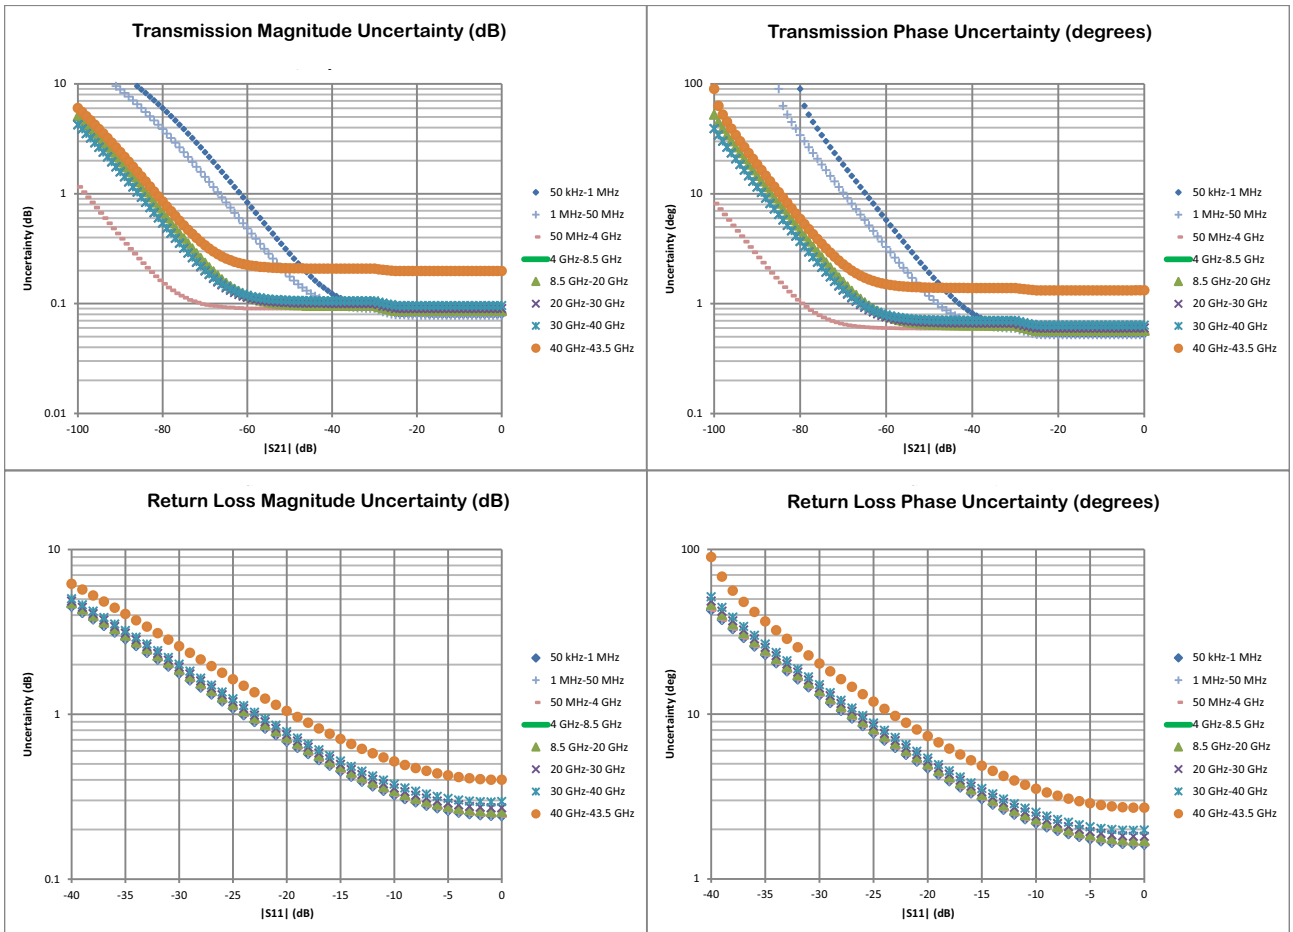 Transmission Magnitude Uncertainty (dB)
10
1
0.1
0.01
Uncertainty (dB)
-100
-80
-60
-40
-20
0
|S21| (dB)
50 kHz-1 MHz
1 MHz-50 MHz
50 MHz-4 GHz
4 GHz-8.5 GHz
8.5 GHz-20 GHz
20 GHz-30 GHz
30 GHz-40 GHz
40 GHz-43.5 GHz
Transmission Phase Uncertainty (degrees)
100
10
1
0.1
Uncertainty (deg)
-100
-80
-60
-40
-20
0
|S21| (dB)
50 kHz-1 MHz
1 MHz-50 MHz
50 MHz-4 GHz
4 GHz-8.5 GHz
8.5 GHz-20 GHz
20 GHz-30 GHz
30 GHz-40 GHz
40 GHz-43.5 GHz
Return Loss Magnitude Uncertainty (dB)
10
1
0.1
Uncertainty (dB)
-40
-35
-30
-25
-20
-15
-10
-5
0
|S11| (dB)
50 kHz-1 MHz
1 MHz-50 MHz
50 MHz-4 GHz
4 GHz-8.5 GHz
8.5 GHz-20 GHz
20 GHz-30 GHz
30 GHz-40 GHz
40 GHz-43.5 GHz
Return Loss Phase Uncertainty (degrees)
100
10
1
Uncertainty (deg)
-40
-35
-30
-25
-20
-15
-10
-5
0
|S11| (dB)
50 kHz-1 MHz
1 MHz-50 MHz
50 MHz-4 GHz
4 GHz-8.5 GHz
8.5 GHz-20 GHz
20 GHz-30 GHz
30 GHz-40 GHz
40 GHz-43.5 GHz